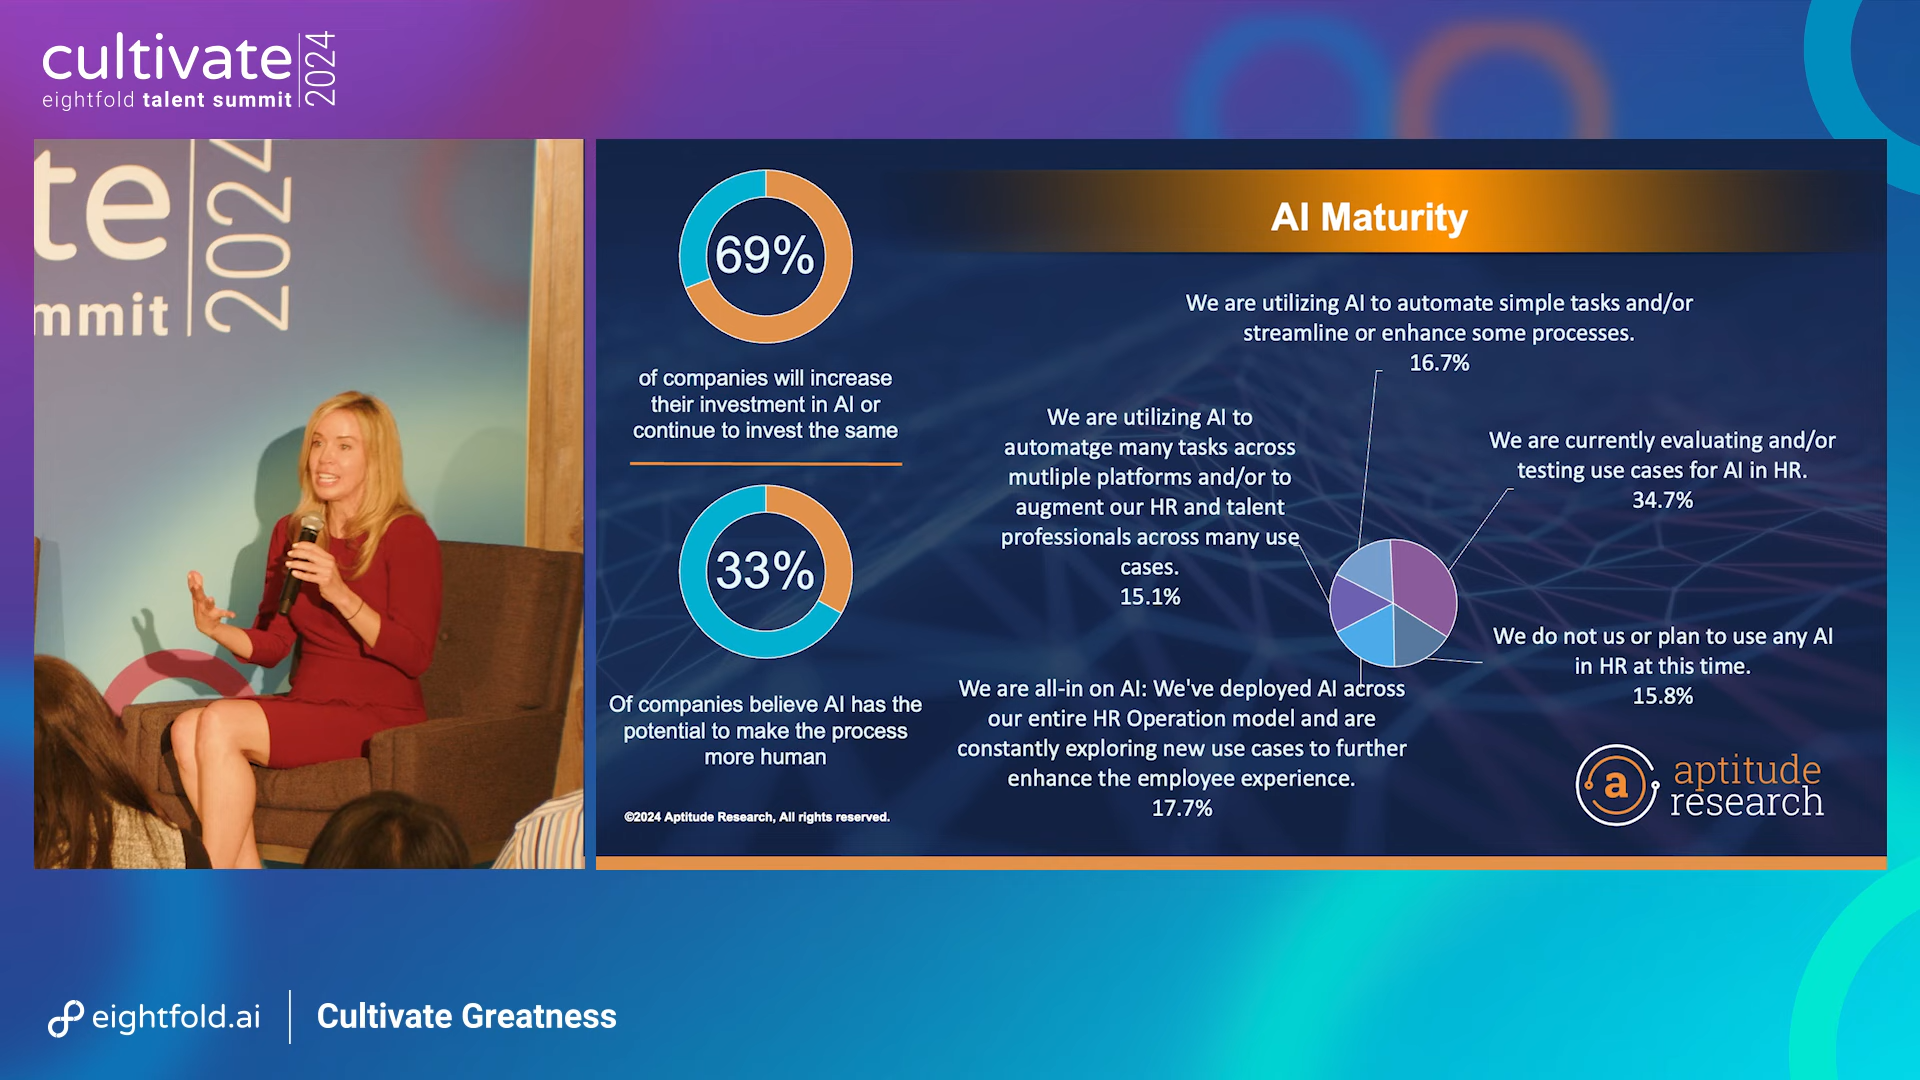 cultivate
2024
eightfold talent summit
te
2024
mmit
69%
of companies will increase
their investment in AI or
continue to invest the same
33%
Of companies believe AI has the
potential to make the process
more human
©2024 Aptitude Research, All rights reserved.
AI Maturity
We are utilizing AI to automate simple tasks and/or
streamline or enhance some processes.
16.7%
We are utilizing AI to
automatge many tasks across
mutliple platforms and/or to
augment our HR and talent
professionals across many use
cases.
15.1%
We are currently evaluating and/or
testing use cases for AI in HR.
34.7%
We do not us or plan to use any AI
in HR at this time.
15.8%
We are all-in on AI: We've deployed AI across
our entire HR Operation model and are
constantly exploring new use cases to further
enhance the employee experience.
17.7%
a
aptitude
research
eightfold.ai
Cultivate Greatness